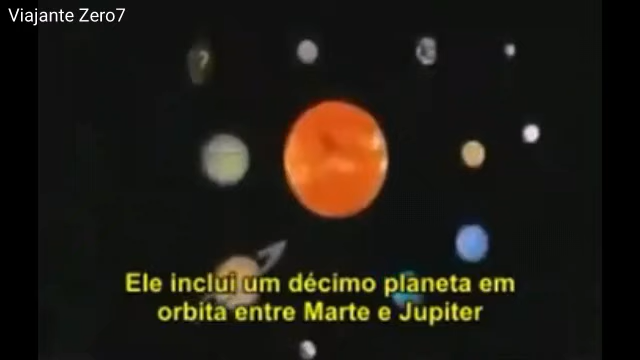 Viajante Zero7
?
Ele inclui um décimo planeta em
orbita entre Marte e Jupiter